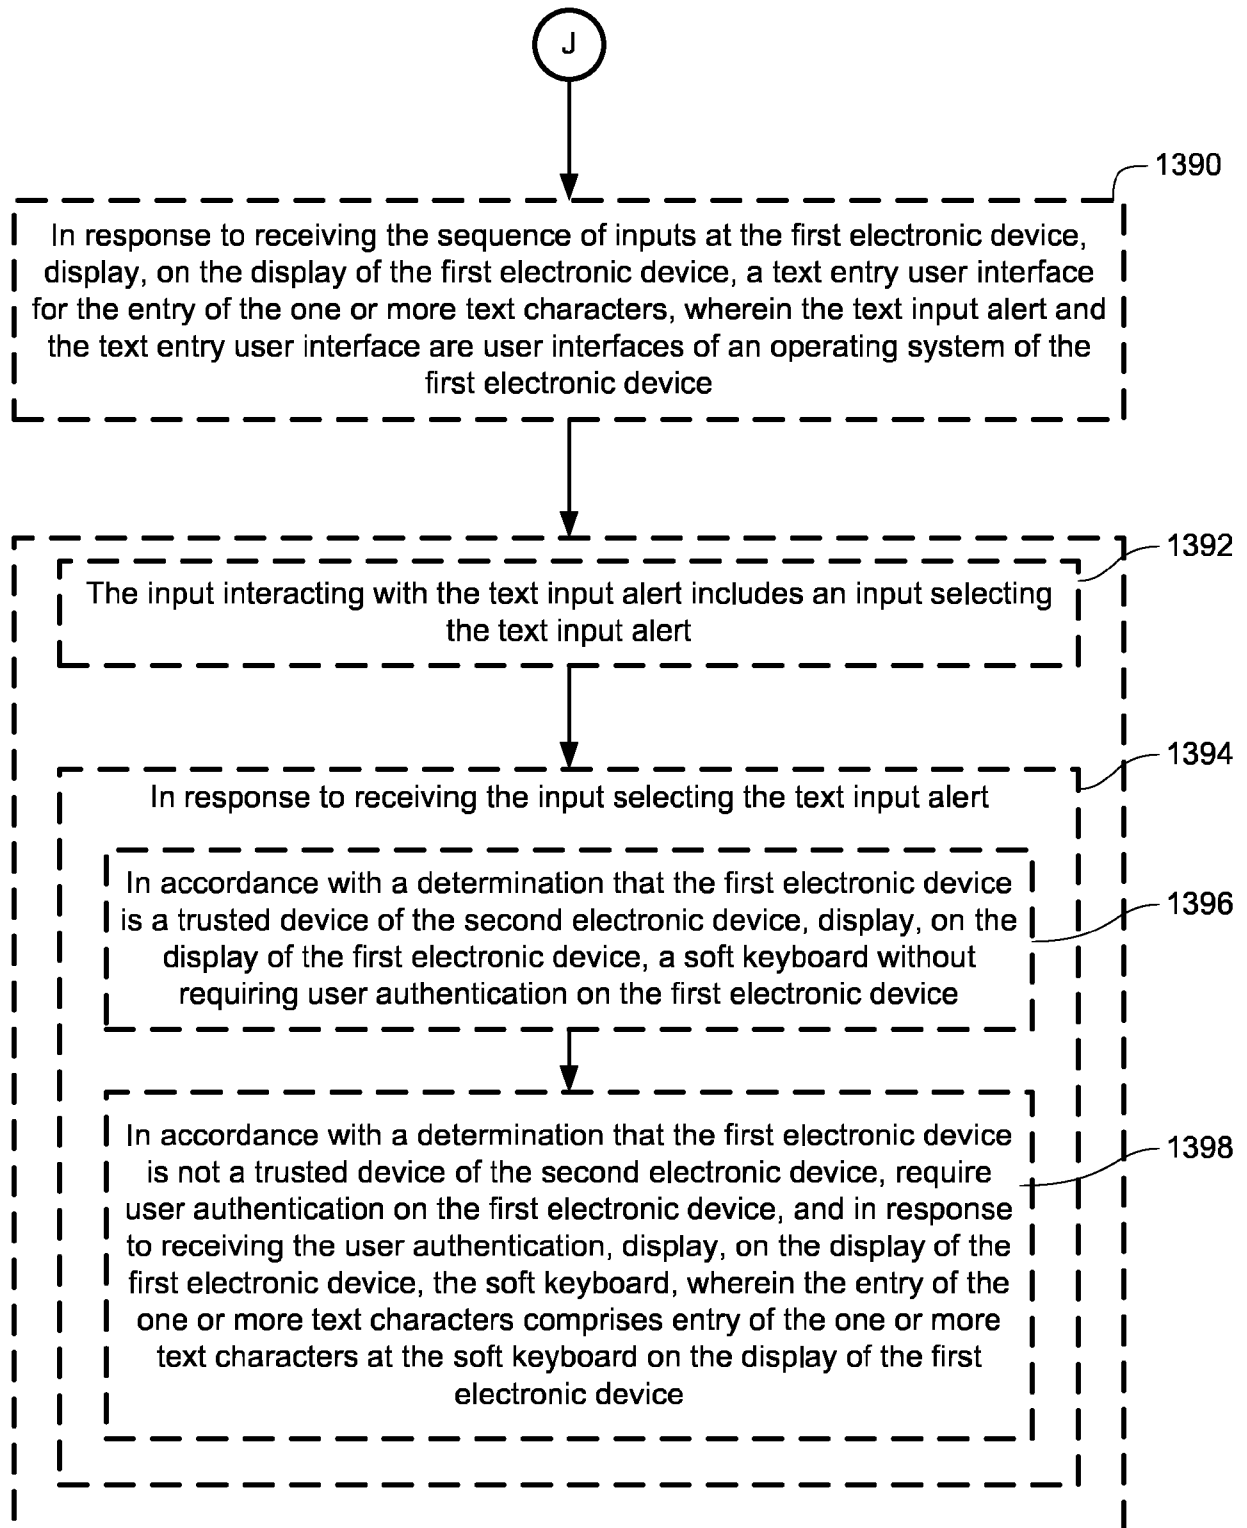 J
1390
In response to receiving the sequence of inputs at the first electronic device,
display, on the display of the first electronic device, a text entry user interface
for the entry of the one or more text characters, wherein the text input alert and
the text entry user interface are user interfaces of an operating system of the
first electronic device
1392
The input interacting with the text input alert includes an input selecting
the text input alert
1394
In response to receiving the input selecting the text input alert
In accordance with a determination that the first electronic device
is a trusted device of the second electronic device, display, on the
display of the first electronic device, a soft keyboard without
requiring user authentication on the first electronic device
1396
In accordance with a determination that the first electronic device
is not a trusted device of the second electronic device, require
user authentication on the first electronic device, and in response
to receiving the user authentication, display, on the display of the
first electronic device, the soft keyboard, wherein the entry of the
one or more text characters comprises entry of the one or more
text characters at the soft keyboard on the display of the first
electronic device
1398